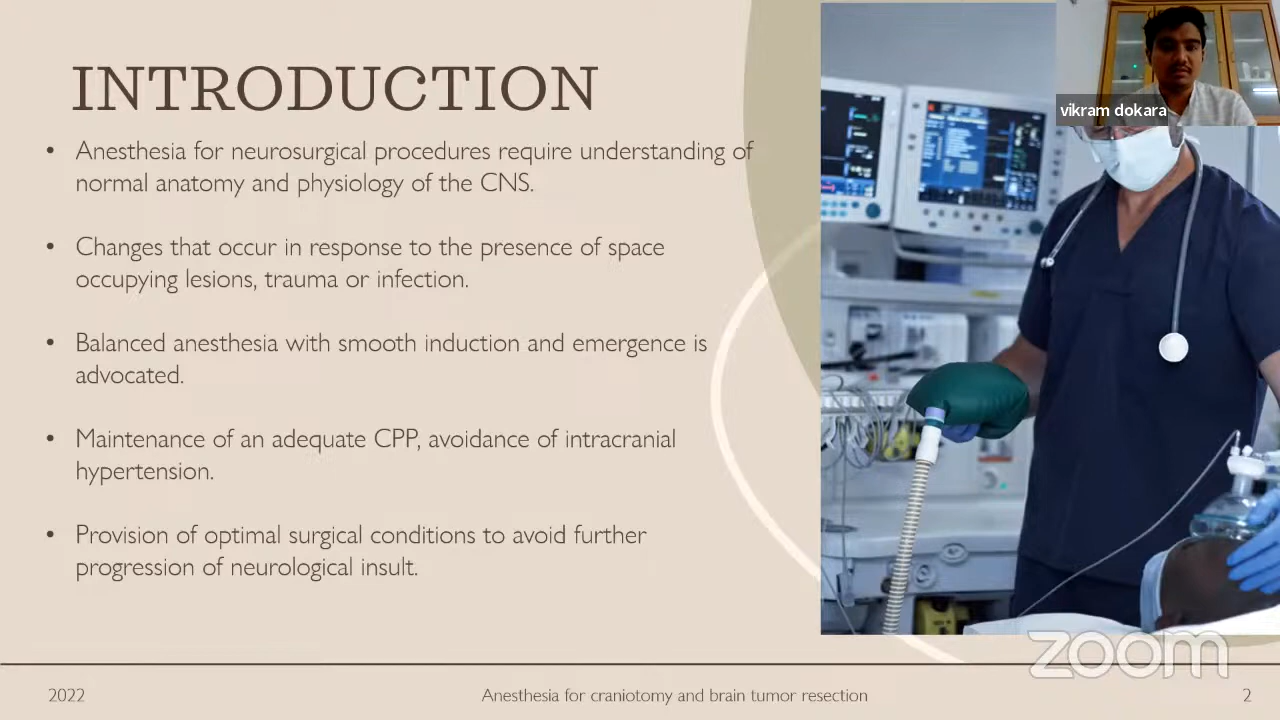 INTRODUCTION
• Anesthesia for neurosurgical procedures require understanding of
normal anatomy and physiology of the CNS.
• Changes that occur in response to the presence of space
occupying lesions, trauma or infection.
• Balanced anesthesia with smooth induction and emergence is
advocated.
• Maintenance of an adequate CPP, avoidance of intracranial
hypertension.
• Provision of optimal surgical conditions to avoid further
progression of neurological insult.
vikram dokara
zoom
2022
Anesthesia for craniotomy and brain tumor resection
2